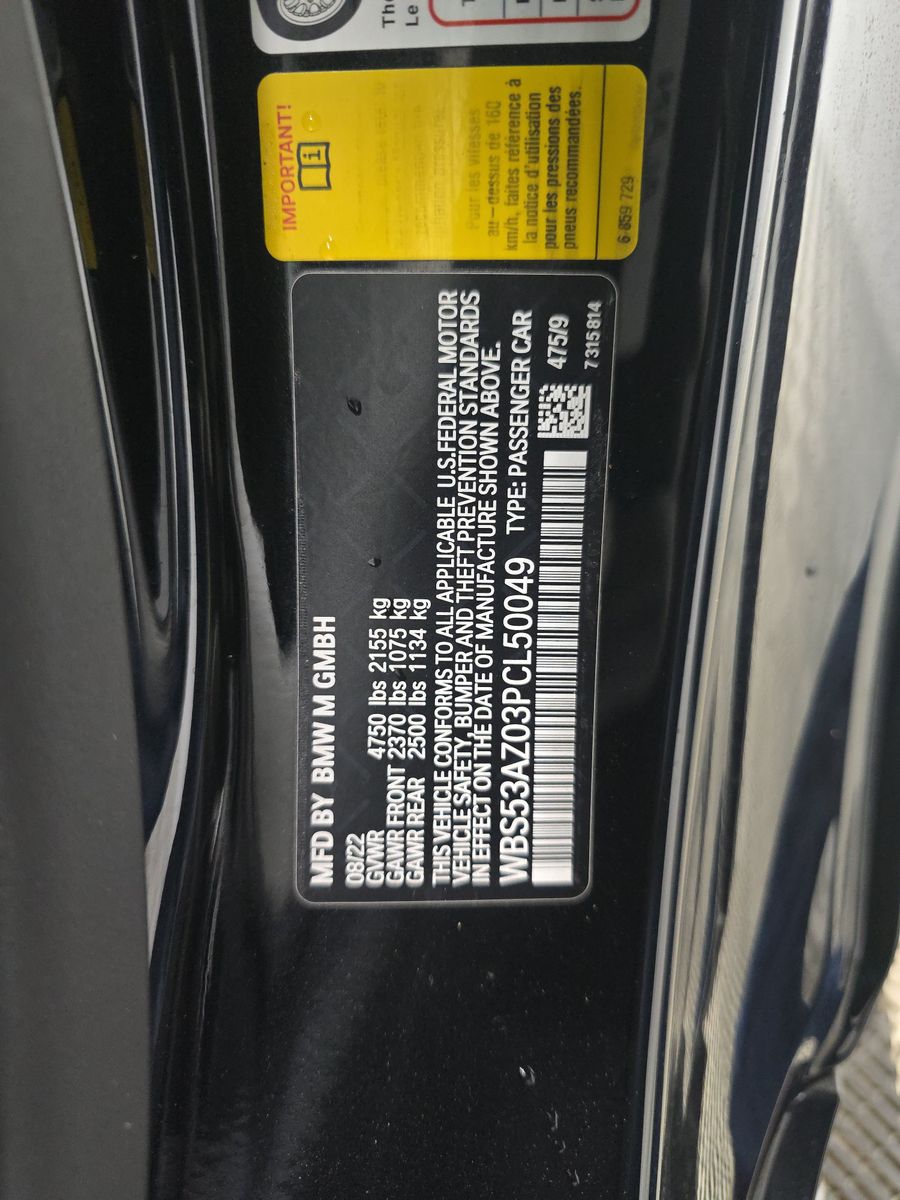 The
Le
IMPORTANT!
Pour les vitesses
au-dessus de 160
km/h, faites référence à
la notice d'utilisation
pour les pressions des
pneus recommandées.
6 859 729
MFD BY BMW M GMBH
08/22
GVWR 4750 lbs 2155 kg
GAWR FRONT 2370 lbs 1075 kg
GAWR REAR 2500 lbs 1134 kg
THIS VEHICLE CONFORMS TO ALL APPLICABLE U.S. FEDERAL MOTOR
VEHICLE SAFETY, BUMPER AND THEFT PREVENTION STANDARDS
IN EFFECT ON THE DATE OF MANUFACTURE SHOWN ABOVE.
WBS53AZ03PCL50049 TYPE: PASSENGER CAR
475/9
7315814